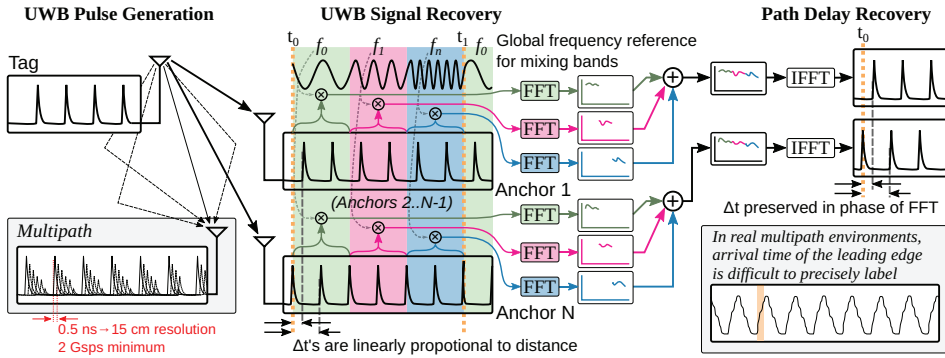 UWB Pulse Generation
UWB Signal Recovery
Path Delay Recovery
Tag
t0
f0
f1
fn
t1
f0
Global frequency reference
for mixing bands
FFT
FFT
FFT
Anchor 1
(Anchors 2..N-1)
FFT
FFT
FFT
Anchor N
Δt's are linearly propotional to distance
t0
IFFT
IFFT
Δt preserved in phase of FFT
Multipath
0.5 ns→15 cm resolution
2 Gsps minimum
In real multipath environments,
arrival time of the leading edge
is difficult to precisely label